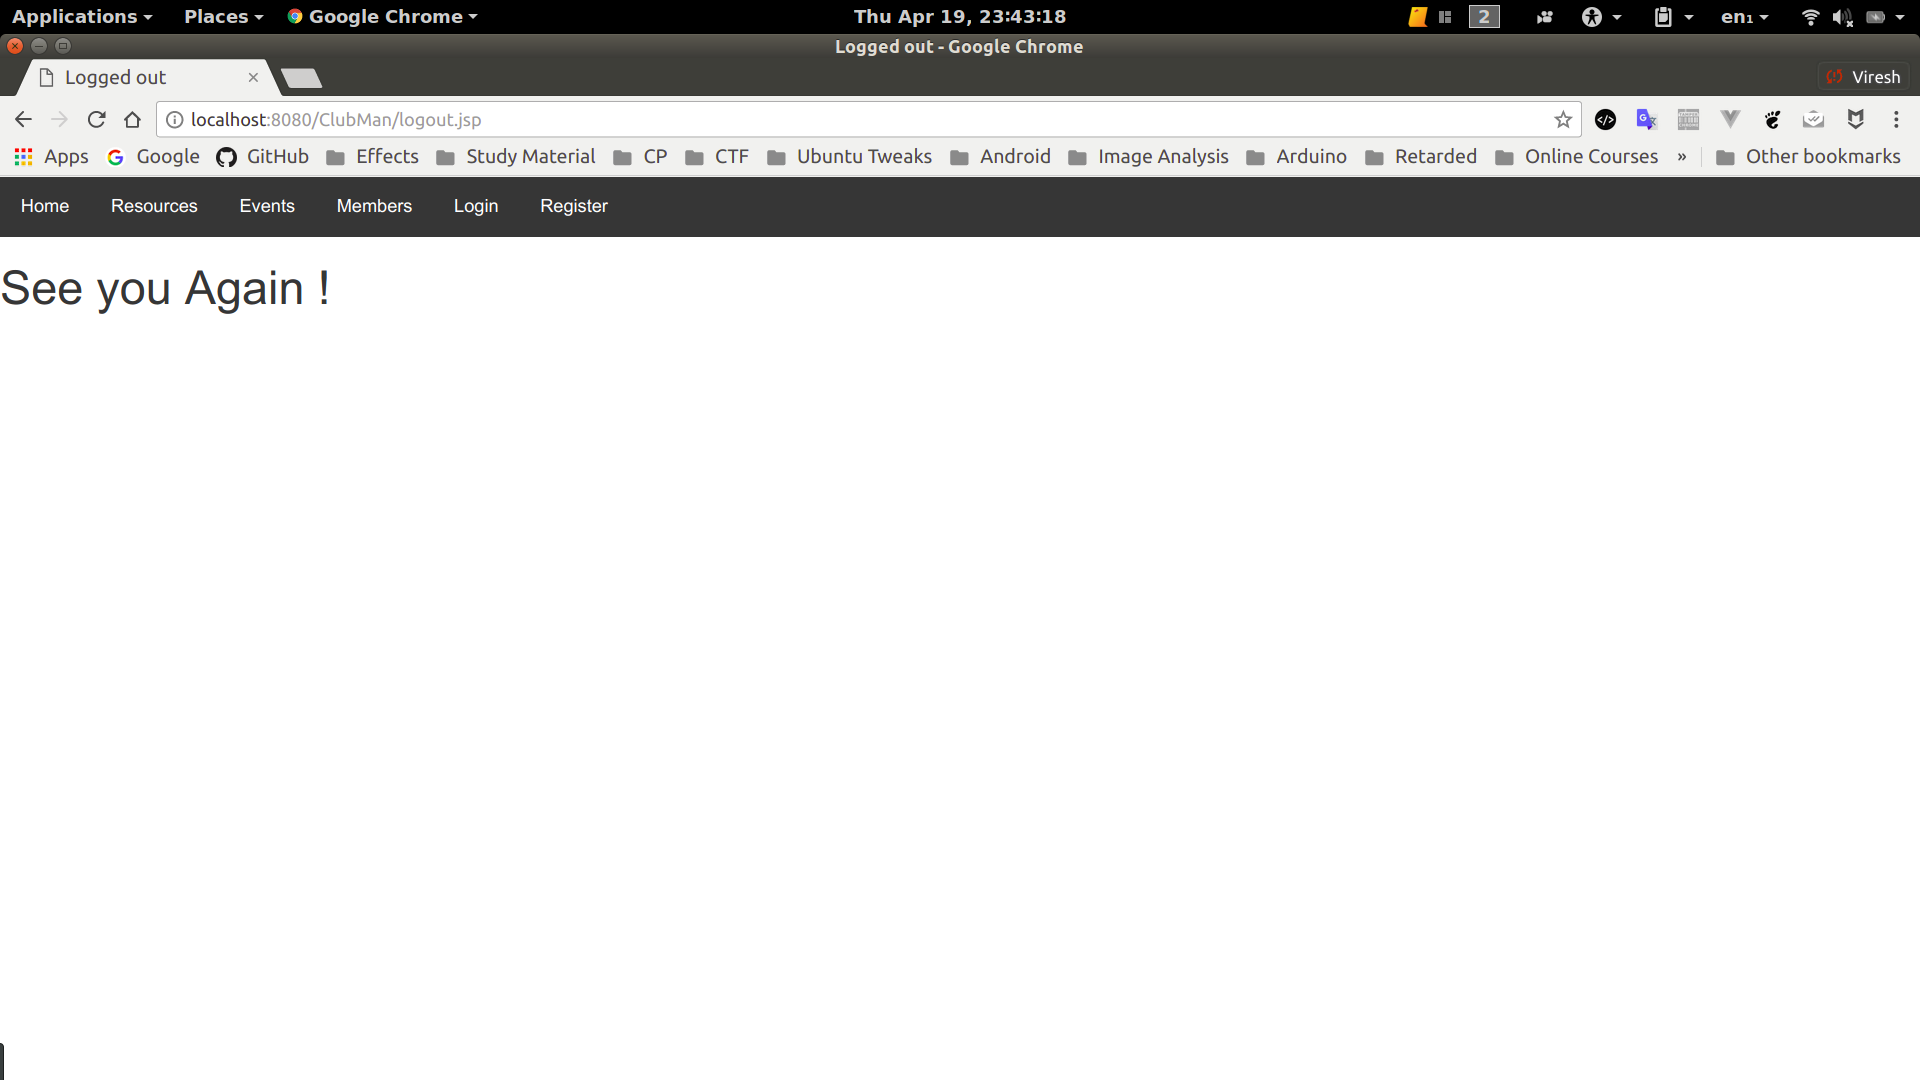 Applications Places Google Chrome Thu Apr 19, 23:43:18 2 en₁
Logged out - Google Chrome
Logged out Viresh
localhost:8080/ClubMan/logout.jsp
Apps Google GitHub Effects Study Material CP CTF Ubuntu Tweaks Android Image Analysis Arduino Retarded Online Courses » Other bookmarks
Home Resources Events Members Login Register
See you Again !